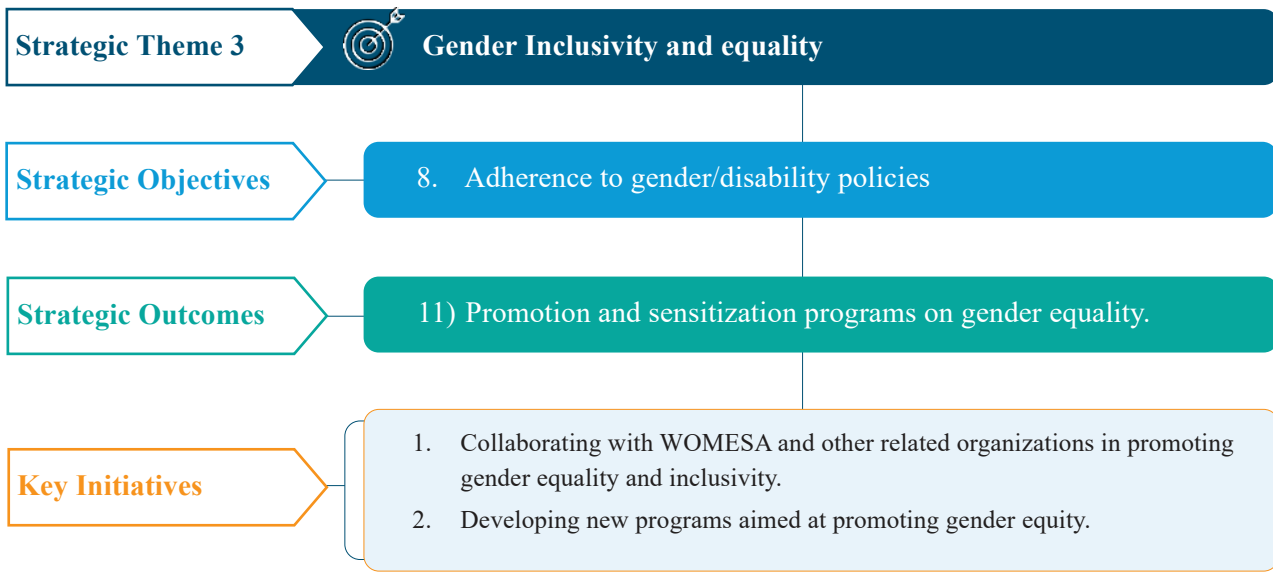 Strategic Theme 3
Gender Inclusivity and equality
Strategic Objectives
8. Adherence to gender/disability policies
Strategic Outcomes
11) Promotion and sensitization programs on gender equality.
Key Initiatives
1. Collaborating with WOMESA and other related organizations in promoting
gender equality and inclusivity.
2. Developing new programs aimed at promoting gender equity.